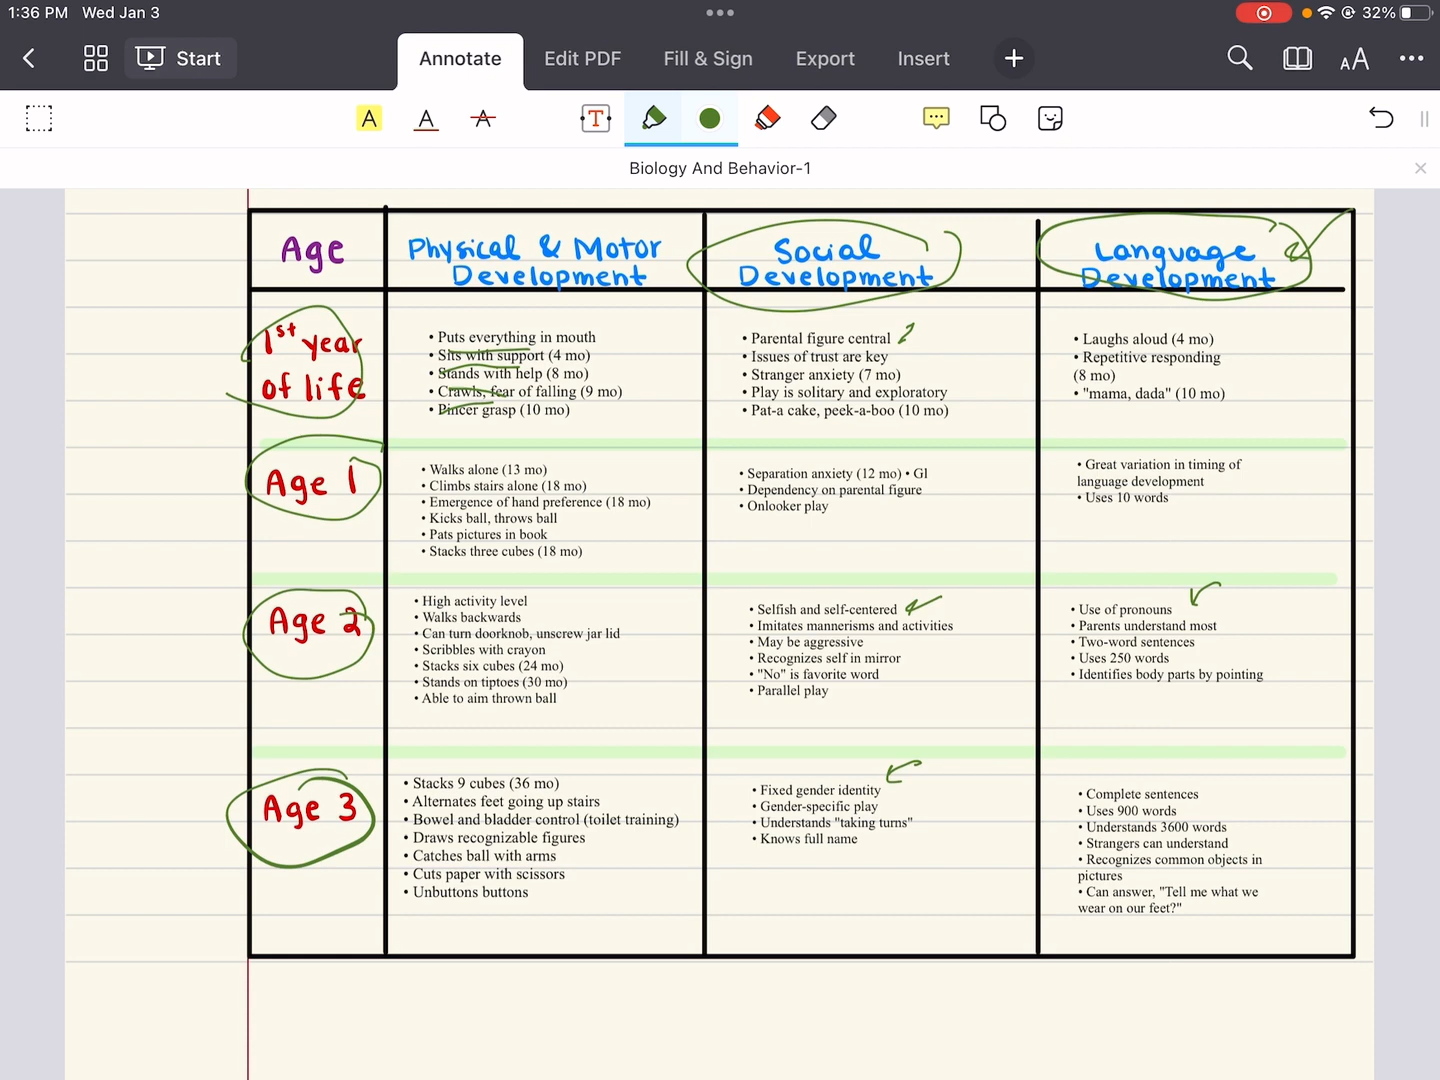 1:36 PM Wed Jan 3
32%
Start
Annotate
Edit PDF
Fill & Sign
Export
Insert
Biology And Behavior-1
Age
Physical & Motor
Development
Social
Development
Language
Development
1st year
of life
• Puts everything in mouth
• Sits with support (4 mo)
• Stands with help (8 mo)
• Crawls, fear of falling (9 mo)
• Pincer grasp (10 mo)
• Parental figure central
• Issues of trust are key
• Stranger anxiety (7 mo)
• Play is solitary and exploratory
• Pat-a cake, peek-a-boo (10 mo)
• Laughs aloud (4 mo)
• Repetitive responding
(8 mo)
• "mama, dada" (10 mo)
Age 1
• Walks alone (13 mo)
• Climbs stairs alone (18 mo)
• Emergence of hand preference (18 mo)
• Kicks ball, throws ball
• Pats pictures in book
• Stacks three cubes (18 mo)
• Separation anxiety (12 mo) • Gl
• Dependency on parental figure
• Onlooker play
• Great variation in timing of
language development
• Uses 10 words
Age 2
• High activity level
• Walks backwards
• Can turn doorknob, unscrew jar lid
• Scribbles with crayon
• Stacks six cubes (24 mo)
• Stands on tiptoes (30 mo)
• Able to aim thrown ball
• Selfish and self-centered
• Imitates mannerisms and activities
• May be aggressive
• Recognizes self in mirror
• "No" is favorite word
• Parallel play
• Use of pronouns
• Parents understand most
• Two-word sentences
• Uses 250 words
• Identifies body parts by pointing
Age 3
• Stacks 9 cubes (36 mo)
• Alternates feet going up stairs
• Bowel and bladder control (toilet training)
• Draws recognizable figures
• Catches ball with arms
• Cuts paper with scissors
• Unbuttons buttons
• Fixed gender identity
• Gender-specific play
• Understands "taking turns"
• Knows full name
• Complete sentences
• Uses 900 words
• Understands 3600 words
• Strangers can understand
• Recognizes common objects in
pictures
• Can answer, "Tell me what we
wear on our feet?"